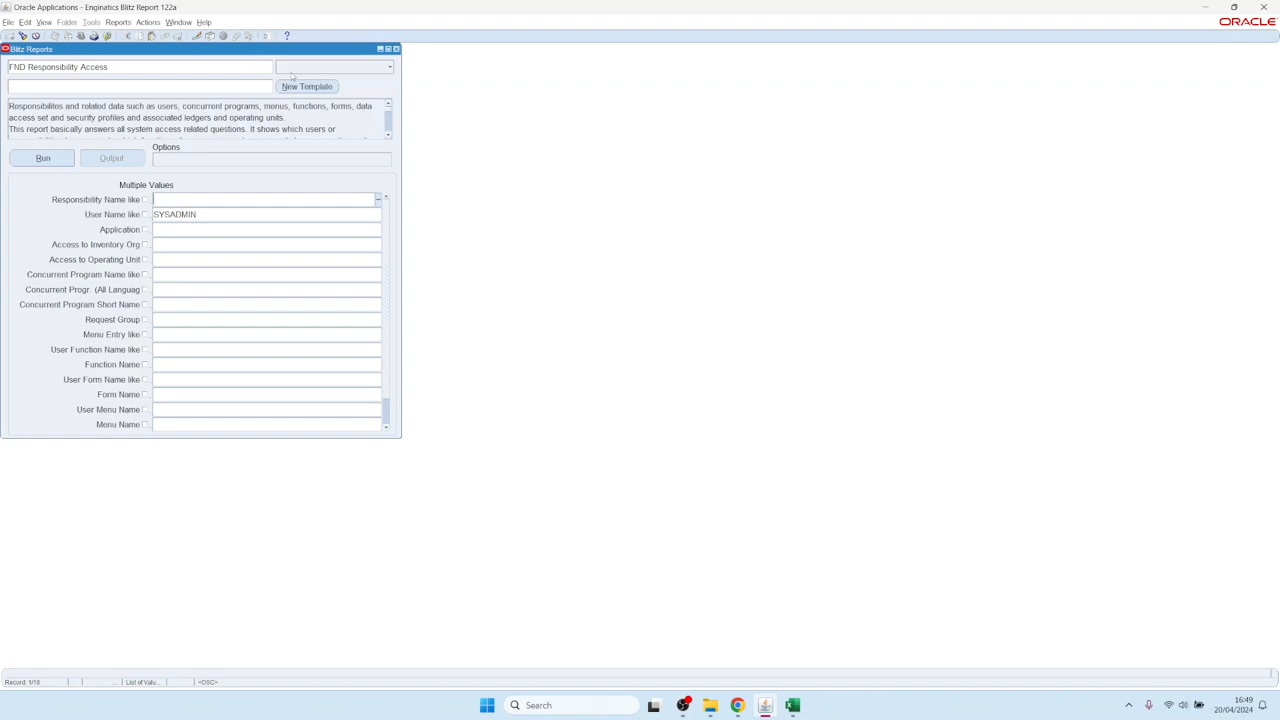 Oracle Applications - Enginatics Blitz Report 122a
File Edit View Folder Tools Reports Actions Window Help
ORACLE
Blitz Reports
FND Responsibility Access
New Template
Responsibilites and related data such as users, concurrent programs, menus, functions, forms, data
access set and security profiles and associated ledgers and operating units.
This report basically answers all system access related questions. It shows which users or
Run
Output
Options
Multiple Values
Responsibility Name like
User Name like SYSADMIN
Application
Access to Inventory Org
Access to Operating Unit
Concurrent Program Name like
Concurrent Progr. (All Languag
Concurrent Program Short Name
Request Group
Menu Entry like
User Function Name like
Function Name
User Form Name like
Form Name
User Menu Name
Menu Name
Record: 1/18 ... List of Valu... <OSC>
Search
16:49
20/04/2024